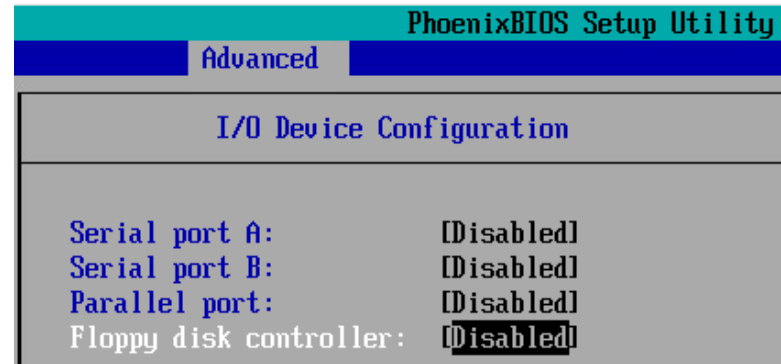 PhoenixBIOS Setup Utility
Advanced
I/O Device Configuration
Serial port A: [Disabled]
Serial port B: [Disabled]
Parallel port: [Disabled]
Floppy disk controller: [Disabled]